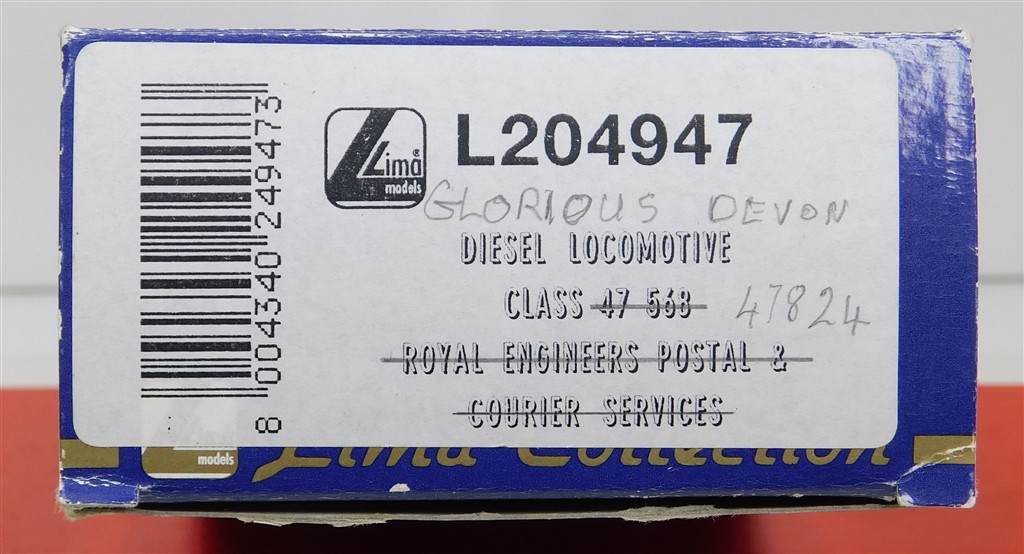 8 004340 249473
Lima®
models
L204947
GLORIOUS DEVON
DIESEL LOCOMOTIVE
CLASS 47 568 47824
ROYAL ENGINEERS POSTAL &
COURIER SERVICES
models
Lima Collection